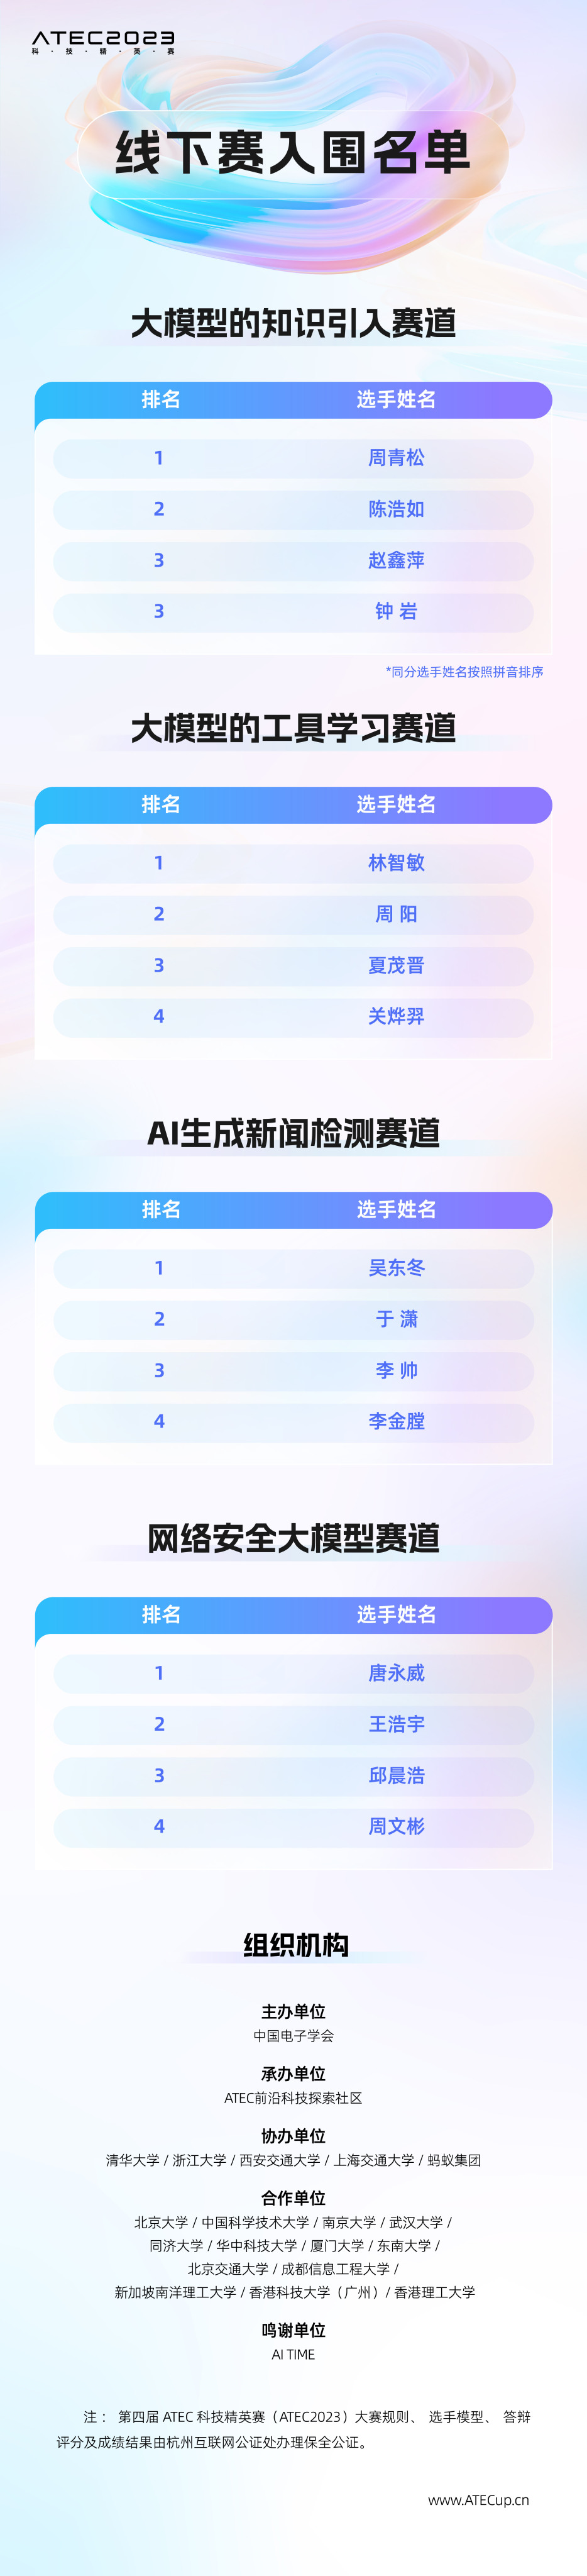 ATEC2023
科·技·精·英·赛
线下赛入围名单
大模型的知识引入赛道
排名 选手姓名
1 周青松
2 陈浩如
3 赵鑫萍
3 钟 岩
*同分选手姓名按照拼音排序
大模型的工具学习赛道
排名 选手姓名
1 林智敏
2 周 阳
3 夏茂晋
4 关烨羿
AI生成新闻检测赛道
排名 选手姓名
1 吴东冬
2 于 潇
3 李 帅
4 李金膛
网络安全大模型赛道
排名 选手姓名
1 唐永威
2 王浩宇
3 邱晨浩
4 周文彬
组织机构
主办单位
中国电子学会
承办单位
ATEC前沿科技探索社区
协办单位
清华大学 / 浙江大学 / 西安交通大学 / 上海交通大学 / 蚂蚁集团
合作单位
北京大学 / 中国科学技术大学 / 南京大学 / 武汉大学 /
同济大学 / 华中科技大学 / 厦门大学 / 东南大学 /
北京交通大学 / 成都信息工程大学 /
新加坡南洋理工大学 / 香港科技大学（广州）/ 香港理工大学
鸣谢单位
AI TIME
注： 第四届 ATEC 科技精英赛（ATEC2023）大赛规则、 选手模型、 答辩
评分及成绩结果由杭州互联网公证处办理保全公证。
www.ATECup.cn